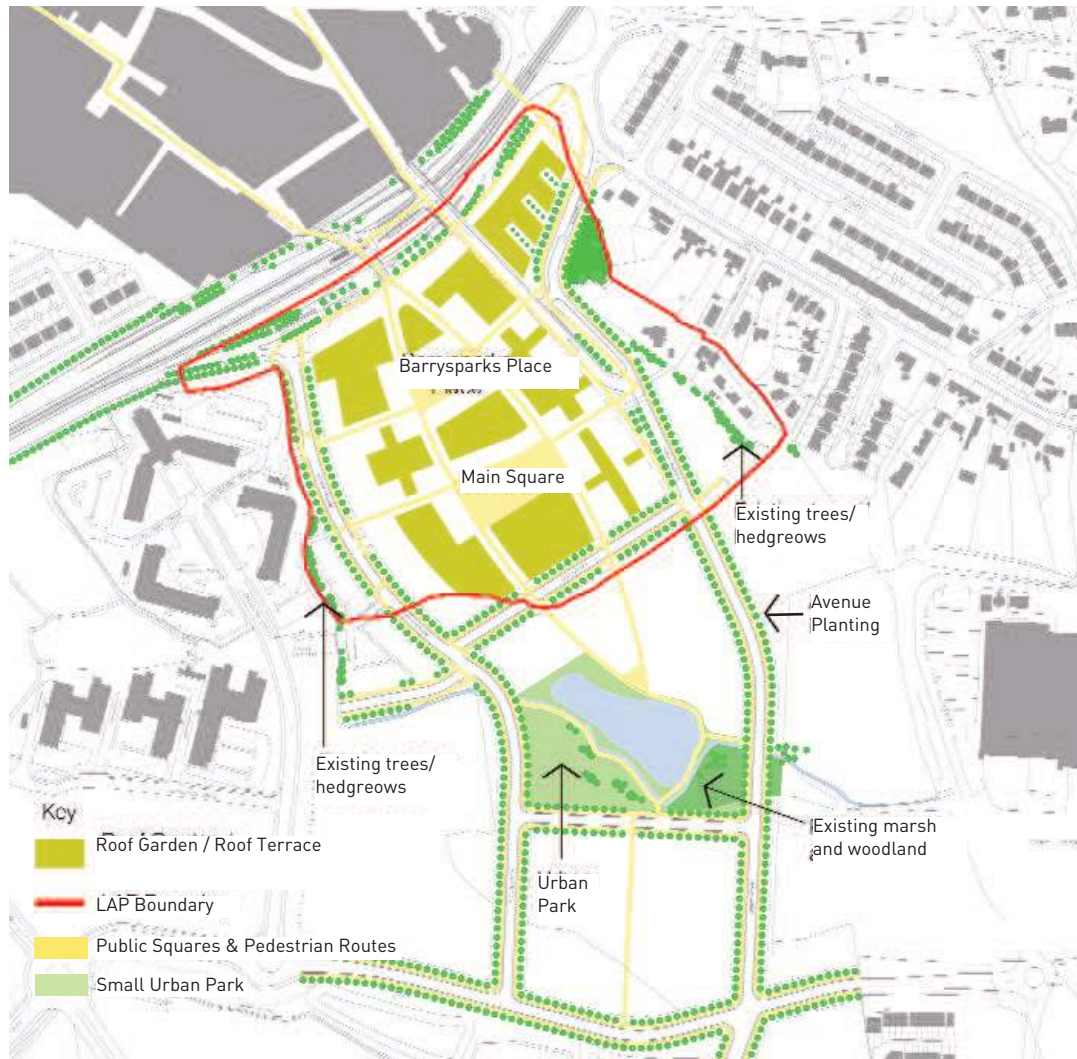 Barrysparks Place
Main Square
Existing trees/
hedgreows
Avenue
Planting
Existing trees/
hedgreows
Existing marsh
and woodland
Urban
Park
Key
Roof Garden / Roof Terrace
LAP Boundary
Public Squares & Pedestrian Routes
Small Urban Park